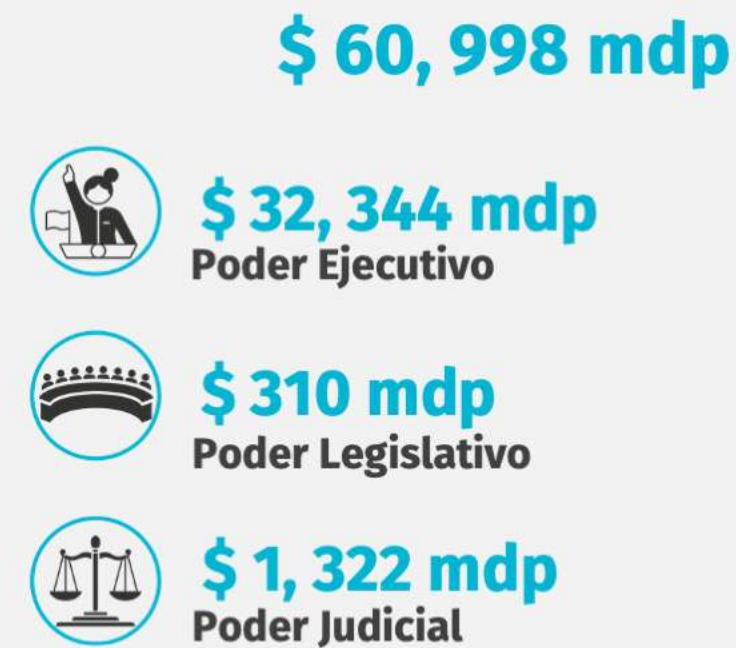 $ 60, 998 mdp
$ 32, 344 mdp
Poder Ejecutivo
$ 310 mdp
Poder Legislativo
$ 1, 322 mdp
Poder Judicial